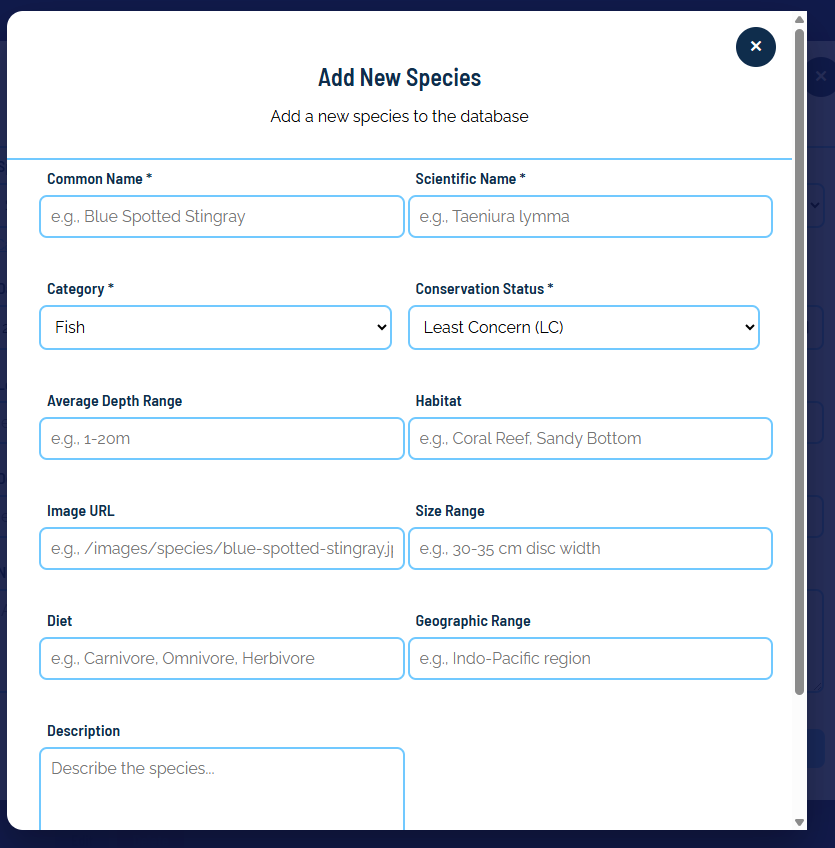 ×
Add New Species
Add a new species to the database
Common Name * Scientific Name *
e.g., Blue Spotted Stingray e.g., Taeniura lymma
Category * Conservation Status *
Fish Least Concern (LC)
Average Depth Range Habitat
e.g., 1-20m e.g., Coral Reef, Sandy Bottom
Image URL Size Range
e.g., /images/species/blue-spotted-stingray.j e.g., 30-35 cm disc width
Diet Geographic Range
e.g., Carnivore, Omnivore, Herbivore e.g., Indo-Pacific region
Description
Describe the species...